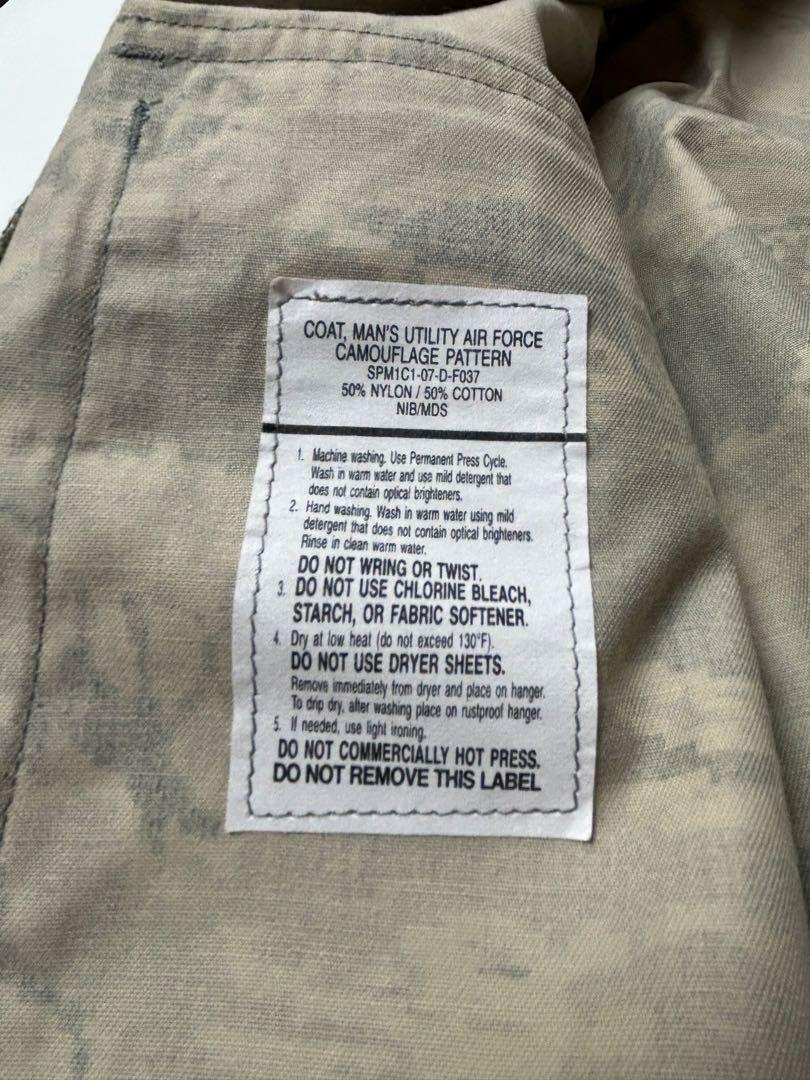 COAT, MAN'S UTILITY AIR FORCE
CAMOUFLAGE PATTERN
SPM1C1-07-D-F037
50% NYLON / 50% COTTON
NIB/MDS
1. Machine washing. Use Permanent Press Cycle.
Wash in warm water and use mild detergent that
does not contain optical brighteners.
2. Hand washing. Wash in warm water using mild
detergent that does not contain optical brighteners.
Rinse in clean warm water.
DO NOT WRING OR TWIST.
3. DO NOT USE CHLORINE BLEACH,
STARCH, OR FABRIC SOFTENER.
4. Dry at low heat (do not exceed 130°F).
DO NOT USE DRYER SHEETS.
Remove immediately from dryer and place on hanger.
To drip dry, after washing place on rustproof hanger.
5. If needed, use light ironing.
DO NOT COMMERCIALLY HOT PRESS.
DO NOT REMOVE THIS LABEL